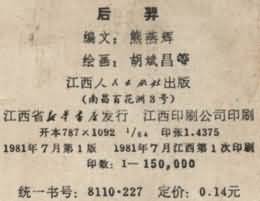 后羿
编文：熊燕辉
绘画：胡斌昌等
江西人民出版社出版
（南昌百花洲3号）
江西省新华书店发行 江西印刷公司印刷
开本787×1092 1/64 印张1.4375
1981年7月第1版 1981年7月江西第1次印刷
印数：1—150,000
统一书号：8110·227 定价：0.14元